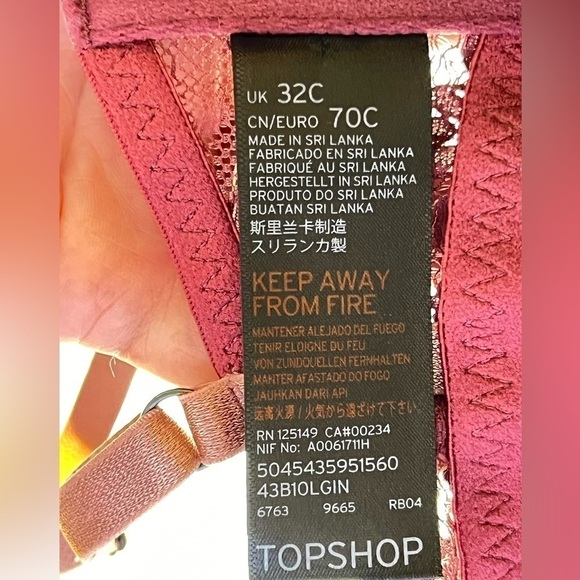 UK 32C
CN/EURO 70C
MADE IN SRI LANKA
FABRICADO EN SRI LANKA
FABRIQUÉ AU SRI LANKA
HERGESTELLT IN SRI LANKA
PRODUTO DO SRI LANKA
BUATAN SRI LANKA
斯里兰卡制造
スリランカ製
KEEP AWAY
FROM FIRE
MANTENER ALEJADO DEL FUEGO
TENIR ELOIGNE DU FEU
VON ZUNDQUELLEN FERNHALTEN
MANTER AFASTADO DO FOGO
JAUHKAN DARI API
远离火源 / 火気から遠ざけて下さい
RN 125149 CA#00234
NIF No: A0061711H
5045435951560
43B10LGIN
6763 9665 RB04
TOPSHOP